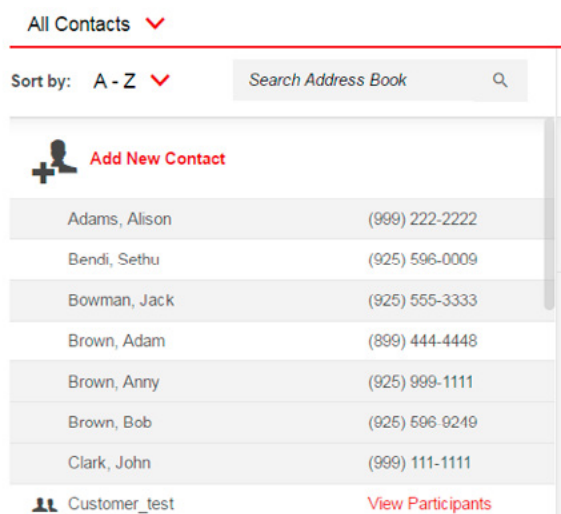 All Contacts
Sort by: A - Z Search Address Book
Add New Contact
Adams, Alison (999) 222-2222
Bendi, Sethu (925) 596-0009
Bowman, Jack (925) 555-3333
Brown, Adam (899) 444-4448
Brown, Anny (925) 999-1111
Brown, Bob (925) 596-9249
Clark, John (999) 111-1111
Customer_test View Participants